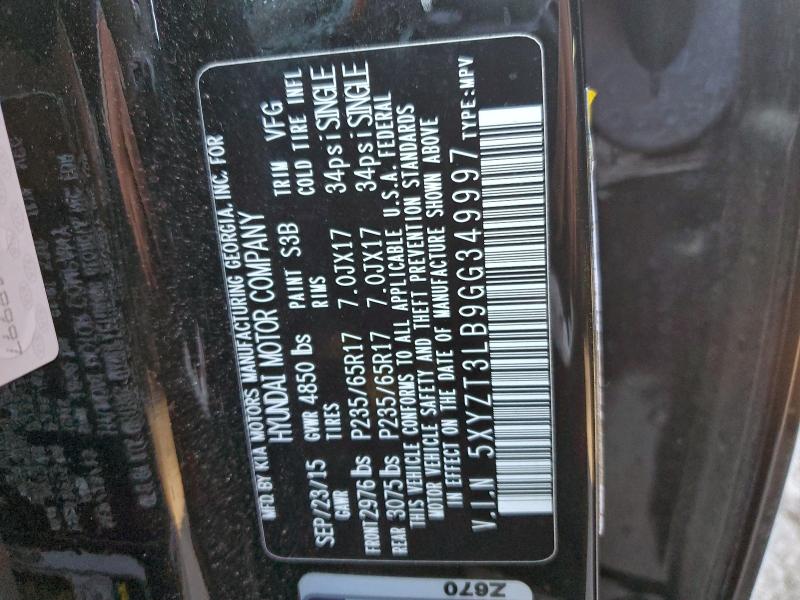 MFD BY KIA MOTORS MANUFACTURING GEORGIA, INC. FOR
HYUNDAI MOTOR COMPANY
SEP/23/15 GVWR 4850 lbs PAINT S3B TRIM VFG
GAWR TIRES RIMS COLD TIRE INFL
FRONT 2976 lbs P235/65R17 7.0JX17 34psi SINGLE
REAR 3075 lbs P235/65R17 7.0JX17 34psi SINGLE
THIS VEHICLE CONFORMS TO ALL APPLICABLE U.S.A. FEDERAL
MOTOR VEHICLE SAFETY AND THEFT PREVENTION STANDARDS
IN EFFECT ON THE DATE OF MANUFACTURE SHOWN ABOVE
V.I.N 5XYZT3LB9GG349997 TYPE:MPV
Z670